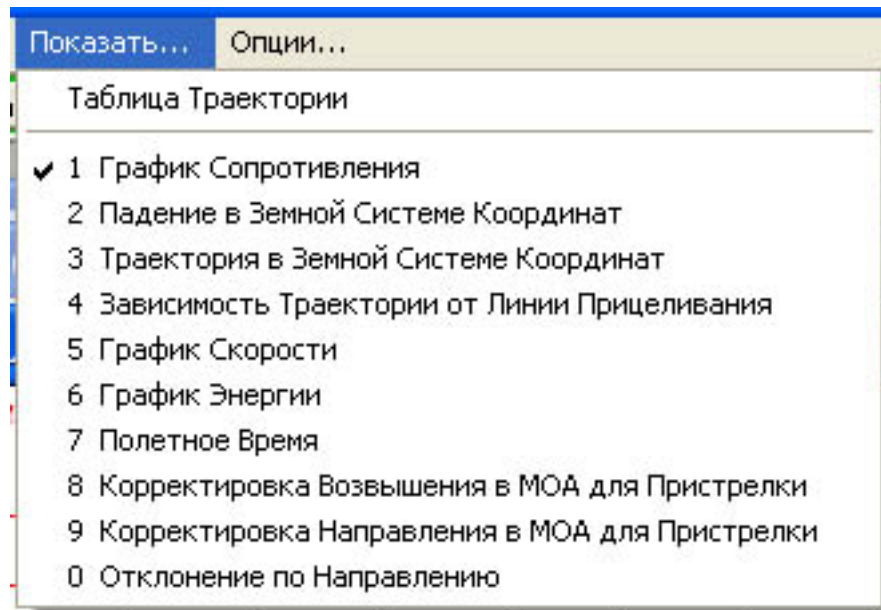 Показать... Опции...
Таблица Траектории
1 График Сопротивления
2 Падение в Земной Системе Координат
3 Траектория в Земной Системе Координат
4 Зависимость Траектории от Линии Прицеливания
5 График Скорости
6 График Энергии
7 Полетное Время
8 Корректировка Возвышения в МОА для Пристрелки
9 Корректировка Направления в МОА для Пристрелки
0 Отклонение по Направлению